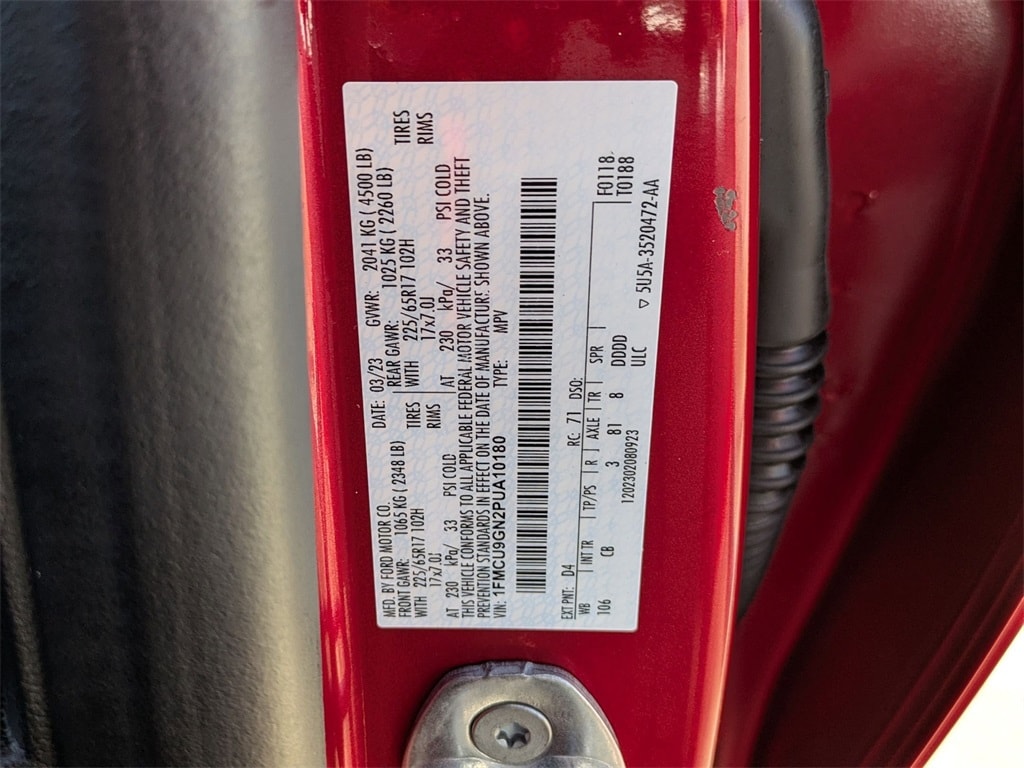 MFD. BY FORD MOTOR CO.
DATE: 03/23 GVWR: 2041 KG ( 4500 LB)
FRONT GAWR: 1065 KG ( 2348 LB)
REAR GAWR: 1025 KG ( 2260 LB)
WITH 225/65R17 102H TIRES
WITH 225/65R17 102H TIRES
17x7.0J RIMS
17x7.0J RIMS
AT 230 kPa/ 33 PSI COLD
AT 230 kPa/ 33 PSI COLD
THIS VEHICLE CONFORMS TO ALL APPLICABLE FEDERAL MOTOR VEHICLE SAFETY AND THEFT
PREVENTION STANDARDS IN EFFECT ON THE DATE OF MANUFACTURE SHOWN ABOVE.
VIN: 1FMCU9GN2PUA10180 TYPE: MPV
EXT PNT: D4 RC: 71 DSO: F0118
WB INT TR TP/PS R AXLE TR SPR T0188
106 CB 3 81 8 DDDD
ULC
1202302080923 ▽ 5U5A-3520472-AA